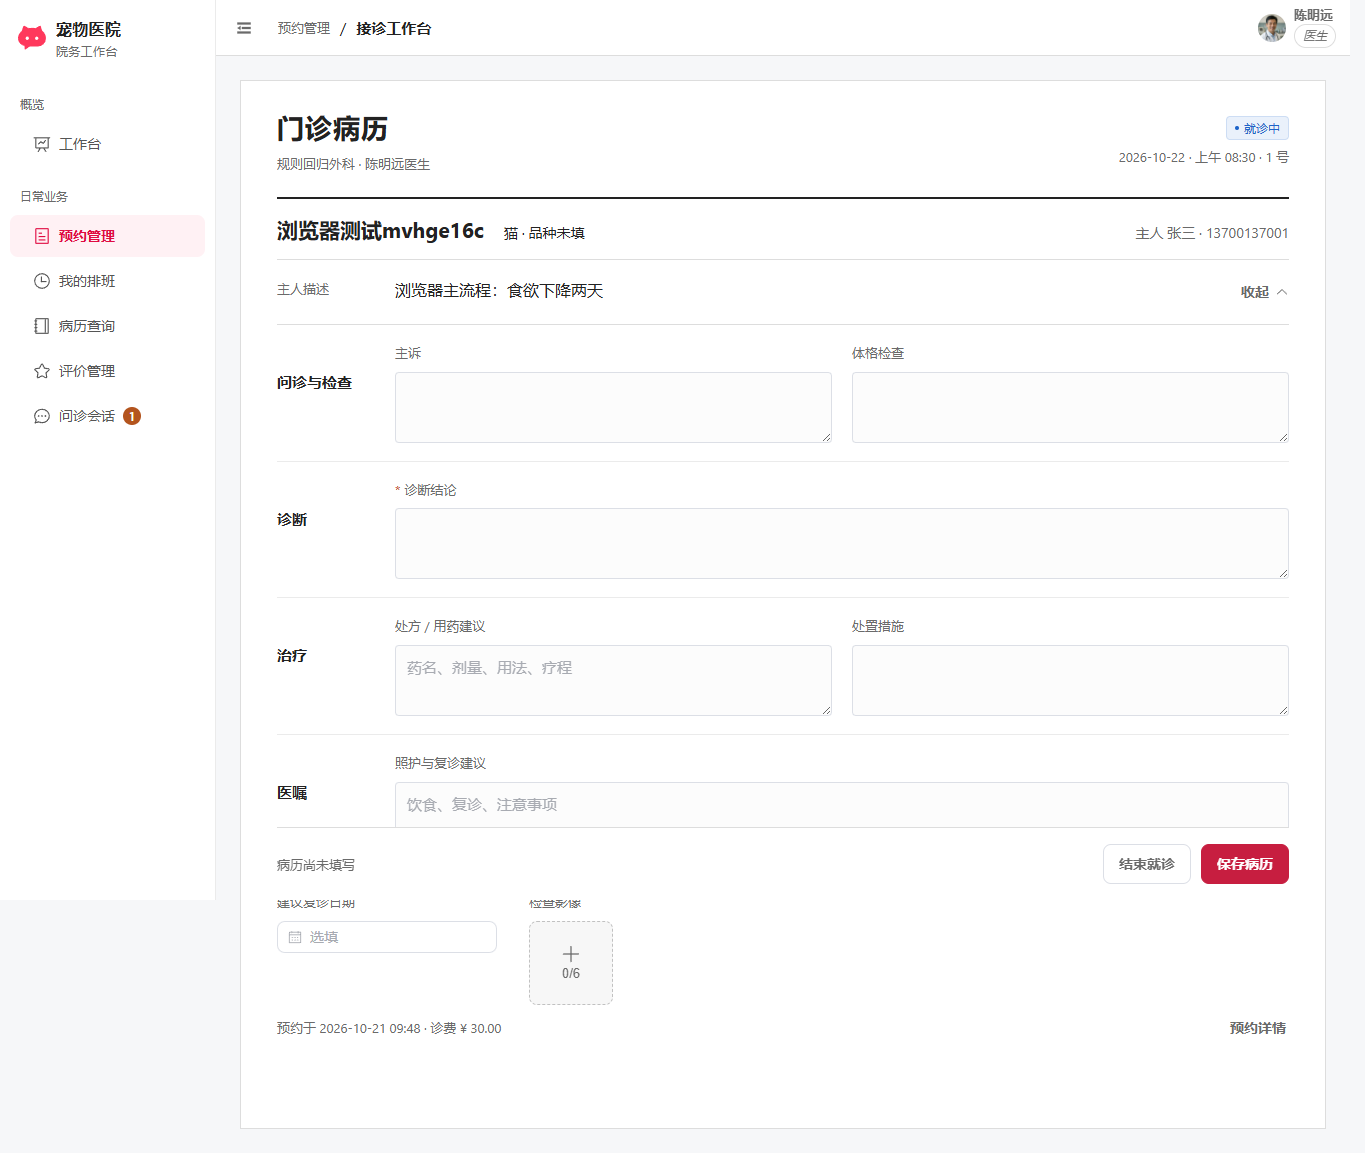 宠物医院
院务工作台
概览
工作台
日常业务
预约管理
我的排班
病历查询
评价管理
问诊会话 1
预约管理 / 接诊工作台
陈明远
医生
门诊病历
规则回归外科 · 陈明远医生
就诊中
2026-10-22 · 上午 08:30 · 1 号
浏览器测试mvhge16c 猫 · 品种未填
主人 张三 · 13700137001
主人描述
浏览器主流程：食欲下降两天
收起
问诊与检查
主诉
体格检查
诊断
* 诊断结论
治疗
处方 / 用药建议
药名、剂量、用法、疗程
处置措施
医嘱
照护与复诊建议
饮食、复诊、注意事项
病历尚未填写
结束就诊
保存病历
建议复诊日期
选填
检查影像
0/6
预约于 2026-10-21 09:48 · 诊费 ¥ 30.00
预约详情